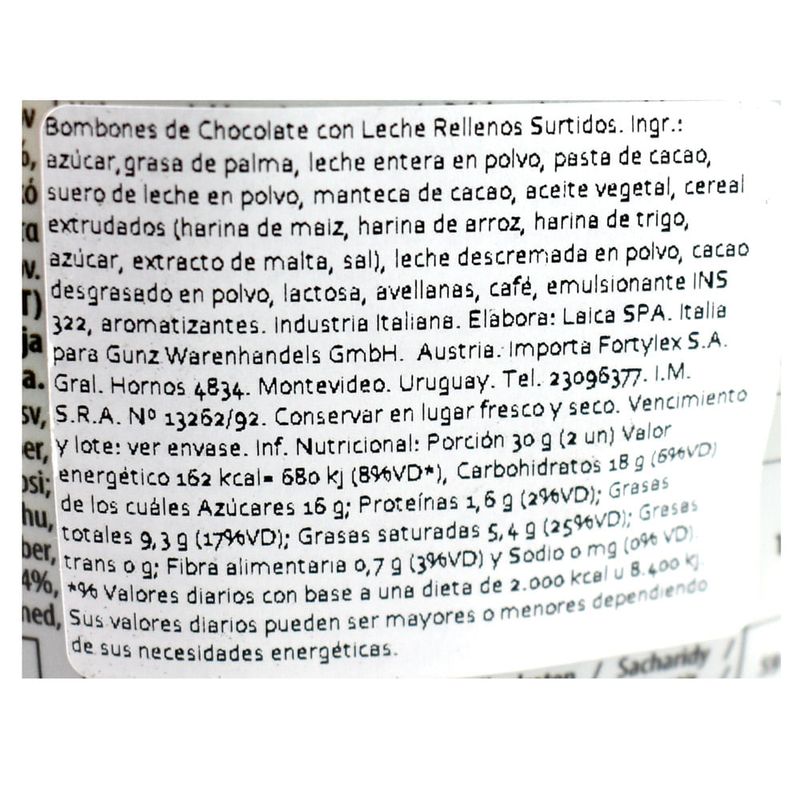 Bombones de Chocolate con Leche Rellenos Surtidos. Ingr.:
azúcar,grasa de palma, leche entera en polvo, pasta de cacao,
suero de leche en polvo, manteca de cacao, aceite vegetal, cereal
extrudados (harina de maiz, harina de arroz, harina de trigo,
azúcar, extracto de malta, sal), leche descremada en polvo, cacao
desgrasado en polvo, lactosa, avellanas, café, emulsionante INS
322, aromatizantes. Industria Italiana. Elabora: Laica SPA. Italia
para Gunz Warenhandels GmbH. Austria. Importa Fortylex S.A.
Gral. Hornos 4834. Montevideo. Uruguay. Tel. 23096377. I.M.
S.R.A. Nº 13262/92. Conservar en lugar fresco y seco. Vencimiento
y lote: ver envase. Inf. Nutricional: Porción 30 g (2 un) Valor
energético 162 kcal= 680 kj (8%VD*), Carbohidratos 18 g (6%VD)
de los cuáles Azúcares 16 g; Proteínas 1,6 g (2%VD); Grasas
totales 9,3 g (17%VD); Grasas saturadas 5,4 g (25%VD); Grasas
trans 0 g; Fibra alimentaria 0,7 g (3%VD) y Sodio 0 mg (0% VD).
*% Valores diarios con base a una dieta de 2.000 kcal u 8.400 kj.
Sus valores diarios pueden ser mayores o menores dependiendo
de sus necesidades energéticas.
/ Sacharidy /